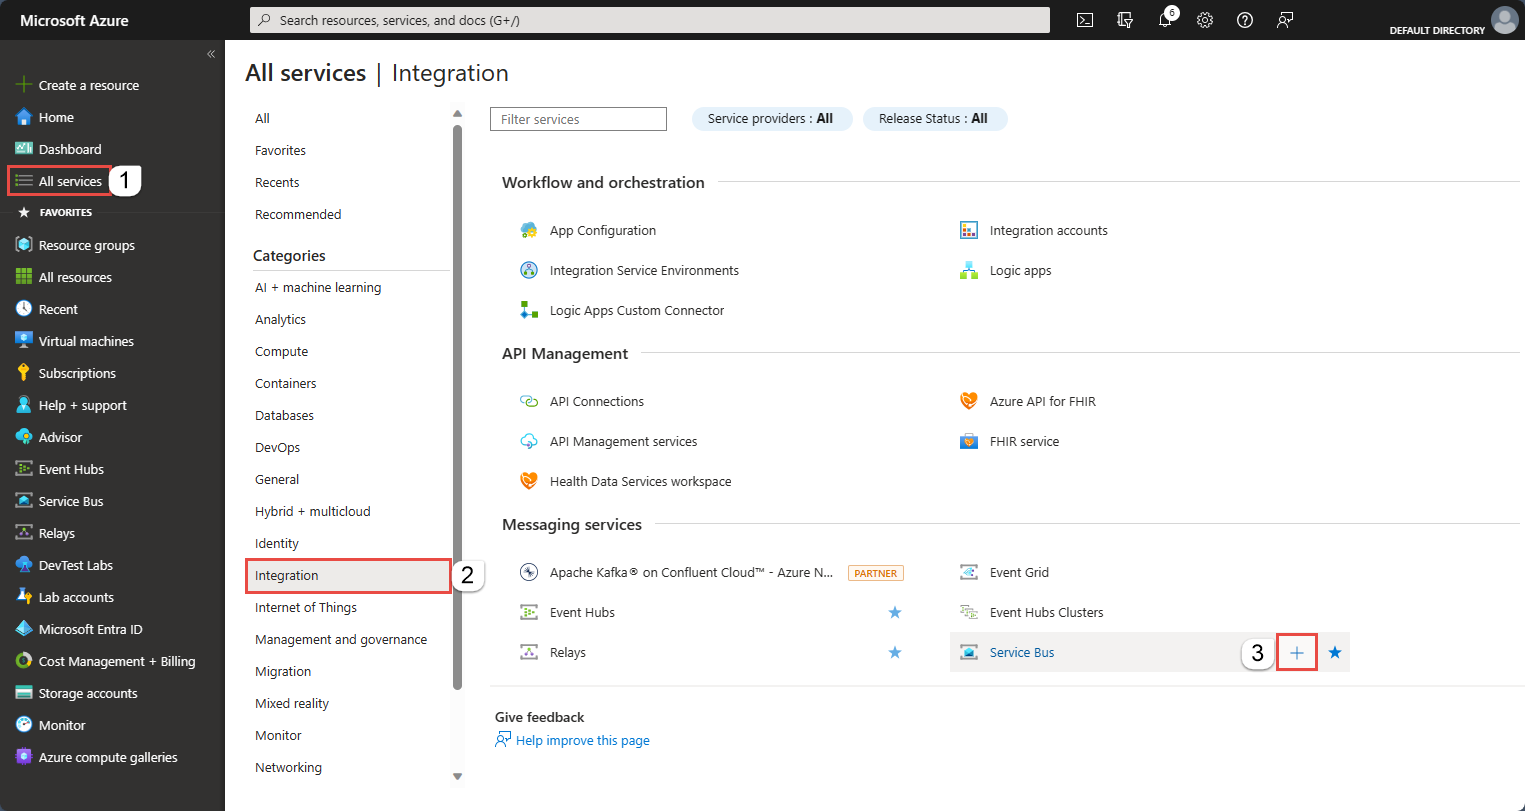 Microsoft Azure
Search resources, services, and docs (G+/)
6
DEFAULT DIRECTORY
«
Create a resource
Home
Dashboard
All services
1
FAVORITES
Resource groups
All resources
Recent
Virtual machines
Subscriptions
Help + support
Advisor
Event Hubs
Service Bus
Relays
DevTest Labs
Lab accounts
Microsoft Entra ID
Cost Management + Billing
Storage accounts
Monitor
Azure compute galleries
All services | Integration
All
Favorites
Recents
Recommended
Categories
AI + machine learning
Analytics
Compute
Containers
Databases
DevOps
General
Hybrid + multicloud
Identity
Integration
2
Internet of Things
Management and governance
Migration
Mixed reality
Monitor
Networking
Filter services
Service providers : All
Release Status : All
Workflow and orchestration
App Configuration
Integration accounts
Integration Service Environments
Logic apps
Logic Apps Custom Connector
API Management
API Connections
Azure API for FHIR
API Management services
FHIR service
Health Data Services workspace
Messaging services
Apache Kafka® on Confluent Cloud™ - Azure N...
PARTNER
Event Grid
Event Hubs
Event Hubs Clusters
Relays
Service Bus
3
Give feedback
Help improve this page